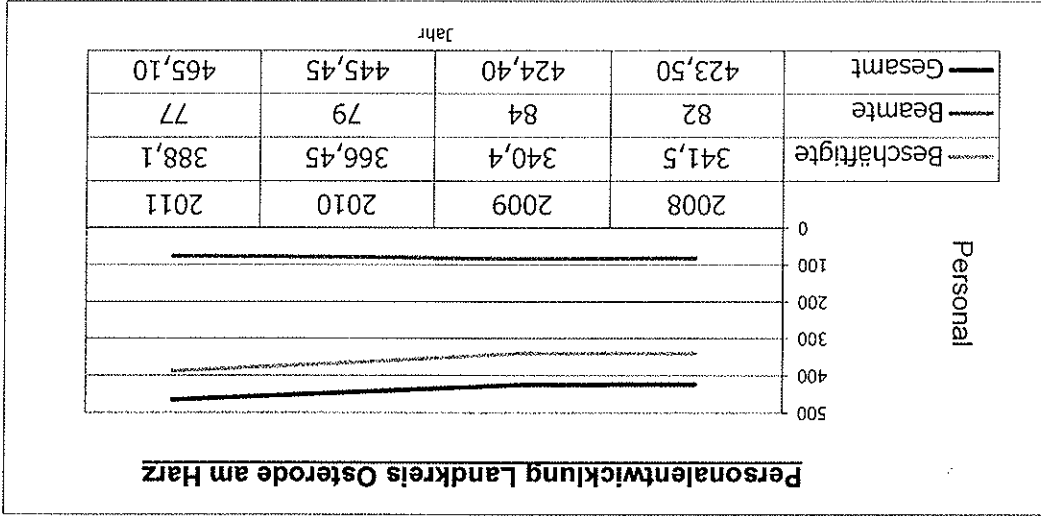 Personalentwicklung Landkreis Osterode am Harz
Personal
500
400
300
200
100
0
2008 2009 2010 2011
Beschäftigte 341,5 340,4 366,45 388,1
Beamte 82 84 79 77
Gesamt 423,50 424,40 445,45 465,10
Jahr